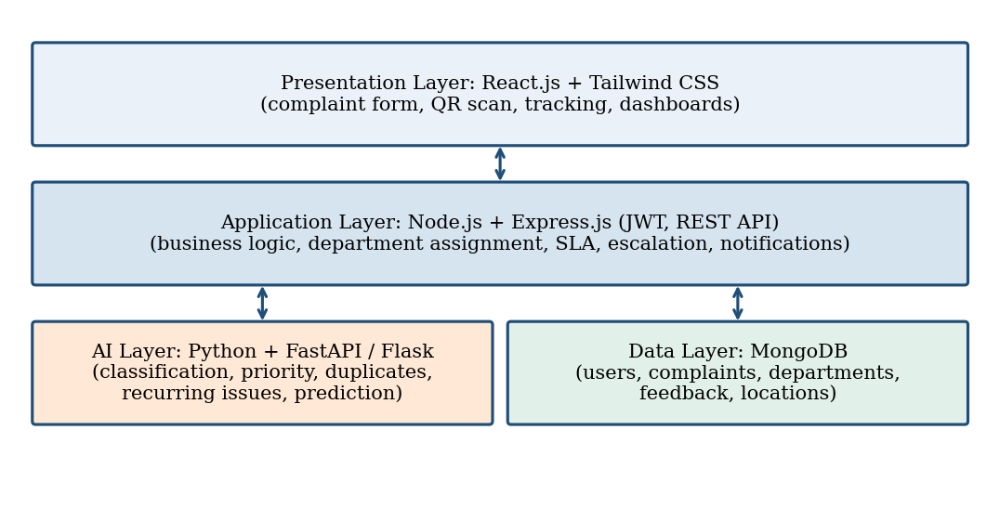 Presentation Layer: React.js + Tailwind CSS
(complaint form, QR scan, tracking, dashboards)
Application Layer: Node.js + Express.js (JWT, REST API)
(business logic, department assignment, SLA, escalation, notifications)
AI Layer: Python + FastAPI / Flask
(classification, priority, duplicates,
recurring issues, prediction)
Data Layer: MongoDB
(users, complaints, departments,
feedback, locations)